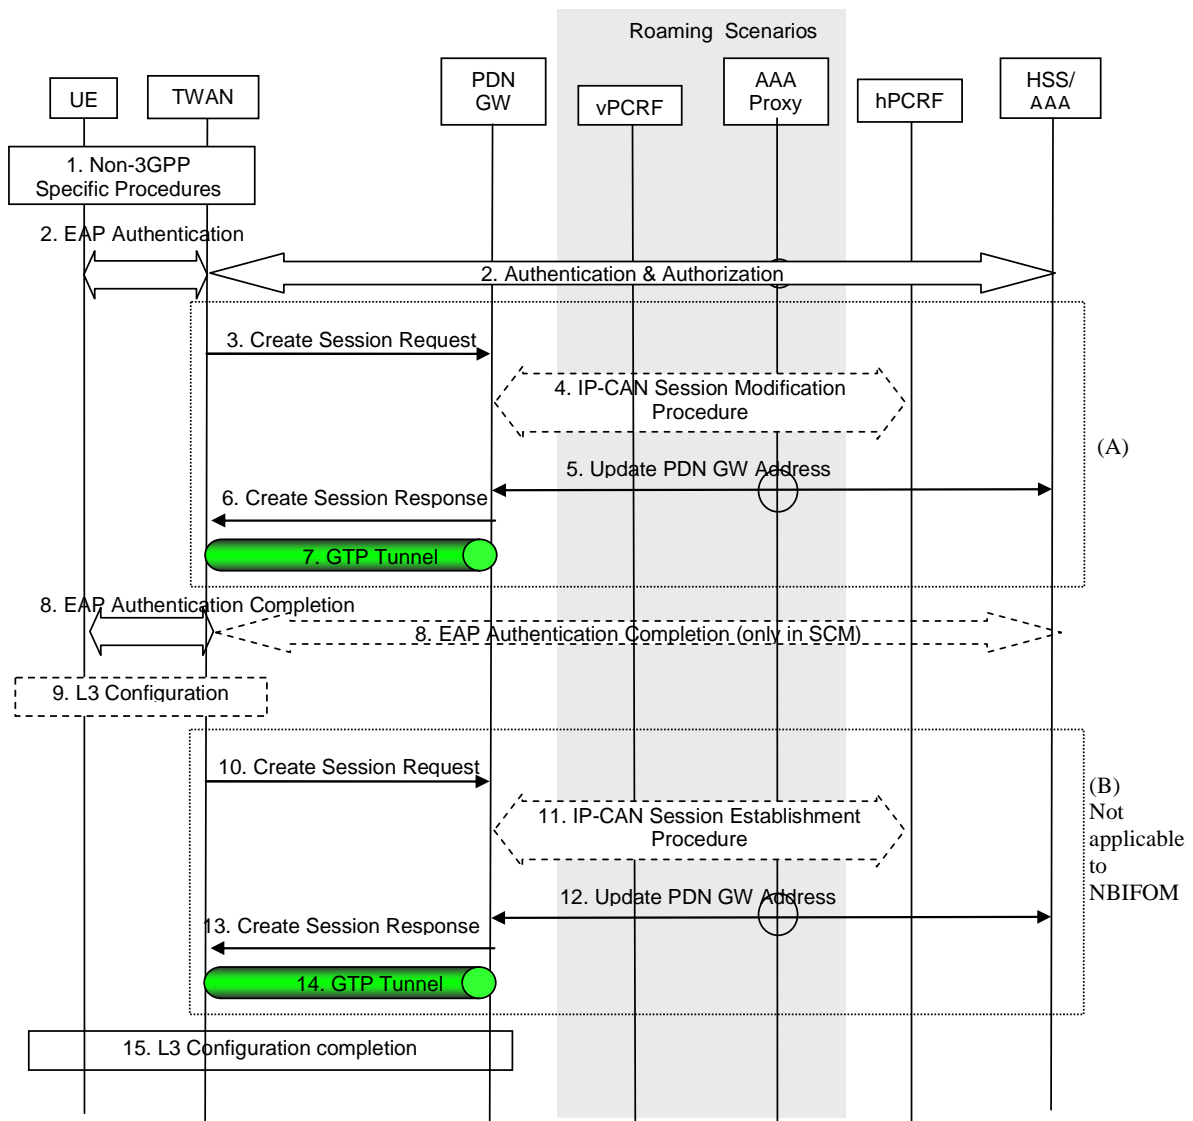 Roaming Scenarios
UE
TWAN
PDN
GW
vPCRF
AAA
Proxy
hPCRF
HSS/
AAA
1. Non-3GPP
Specific Procedures
2. EAP Authentication
2. Authentication & Authorization
3. Create Session Request
4. IP-CAN Session Modification
Procedure
(A)
5. Update PDN GW Address
6. Create Session Response
7. GTP Tunnel
8. EAP Authentication Completion
8. EAP Authentication Completion (only in SCM)
9. L3 Configuration
10. Create Session Request
(B)
Not
applicable
to
NBIFOM
11. IP-CAN Session Establishment
Procedure
12. Update PDN GW Address
13. Create Session Response
14. GTP Tunnel
15. L3 Configuration completion